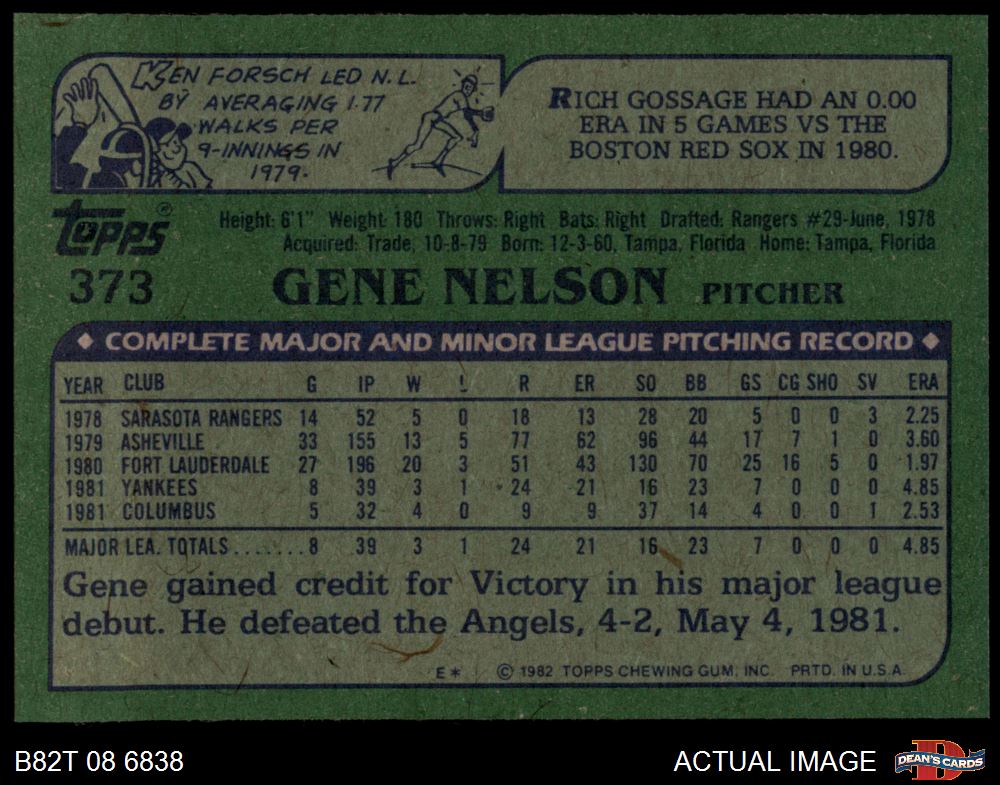 KEN FORSCH LED N.L.
BY AVERAGING 1.77
WALKS PER
9-INNINGS IN
1979.
RICH GOSSAGE HAD AN 0.00
ERA IN 5 GAMES VS THE
BOSTON RED SOX IN 1980.
Topps®
Height: 6'1" Weight: 180 Throws: Right Bats: Right Drafted: Rangers #29-June, 1978
Acquired: Trade, 10-8-79 Born: 12-3-60, Tampa, Florida Home: Tampa, Florida
373 GENE NELSON PITCHER
COMPLETE MAJOR AND MINOR LEAGUE PITCHING RECORD
YEAR CLUB G IP W L R ER SO BB GS CG SHO SV ERA
1978 SARASOTA RANGERS 14 52 5 0 18 13 28 20 5 0 0 3 2.25
1979 ASHEVILLE 33 155 13 5 77 62 96 44 17 7 1 0 3.60
1980 FORT LAUDERDALE 27 196 20 3 51 43 130 70 25 16 5 0 1.97
1981 YANKEES 8 39 3 1 24 21 16 23 7 0 0 0 4.85
1981 COLUMBUS 5 32 4 0 9 9 37 14 4 0 0 1 2.53
MAJOR LEA. TOTALS.......8 39 3 1 24 21 16 23 7 0 0 0 4.85
Gene gained credit for Victory in his major league
debut. He defeated the Angels, 4-2, May 4, 1981.
E* © 1982 TOPPS CHEWING GUM, INC. PRTD. IN U.S.A.
B82T 08 6838
ACTUAL IMAGE
DEAN'S CARDS